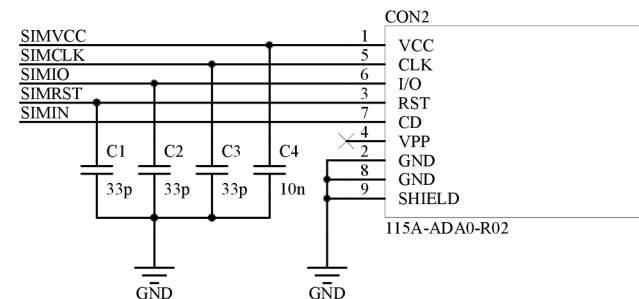 CON2
SIMVCC 1 VCC
SIMCLK 5 CLK
SIMIO 6 I/O
SIMRST 3 RST
SIMIN 7 CD
4 VPP
C1 C2 C3 C4 2 GND
8 GND
33p 33p 33p 10n 9 SHIELD
115A-ADA0-R02
GND GND